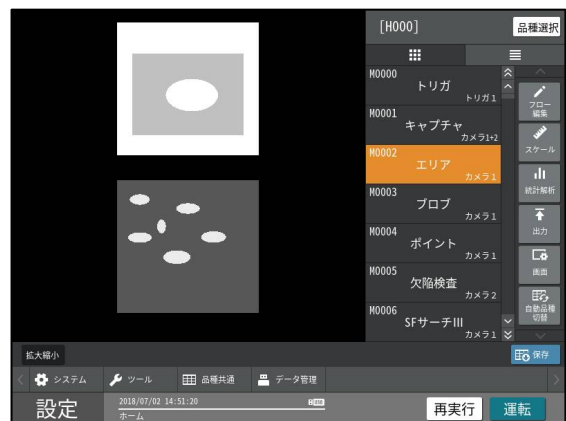 [H000]
品種選択
M0000
トリガ
トリガ1
M0001
キャプチャ
カメラ1+2
M0002
エリア
カメラ1
M0003
ブロブ
カメラ1
M0004
ポイント
カメラ1
M0005
欠陥検査
カメラ2
M0006
SFサーチIII
カメラ1
フロー
編集
スケール
統計解析
出力
画面
自動品種
切替
拡大縮小
保存
システム
ツール
品種共通
データ管理
設定
2018/07/02 14:51:20
ホーム
再実行
運転